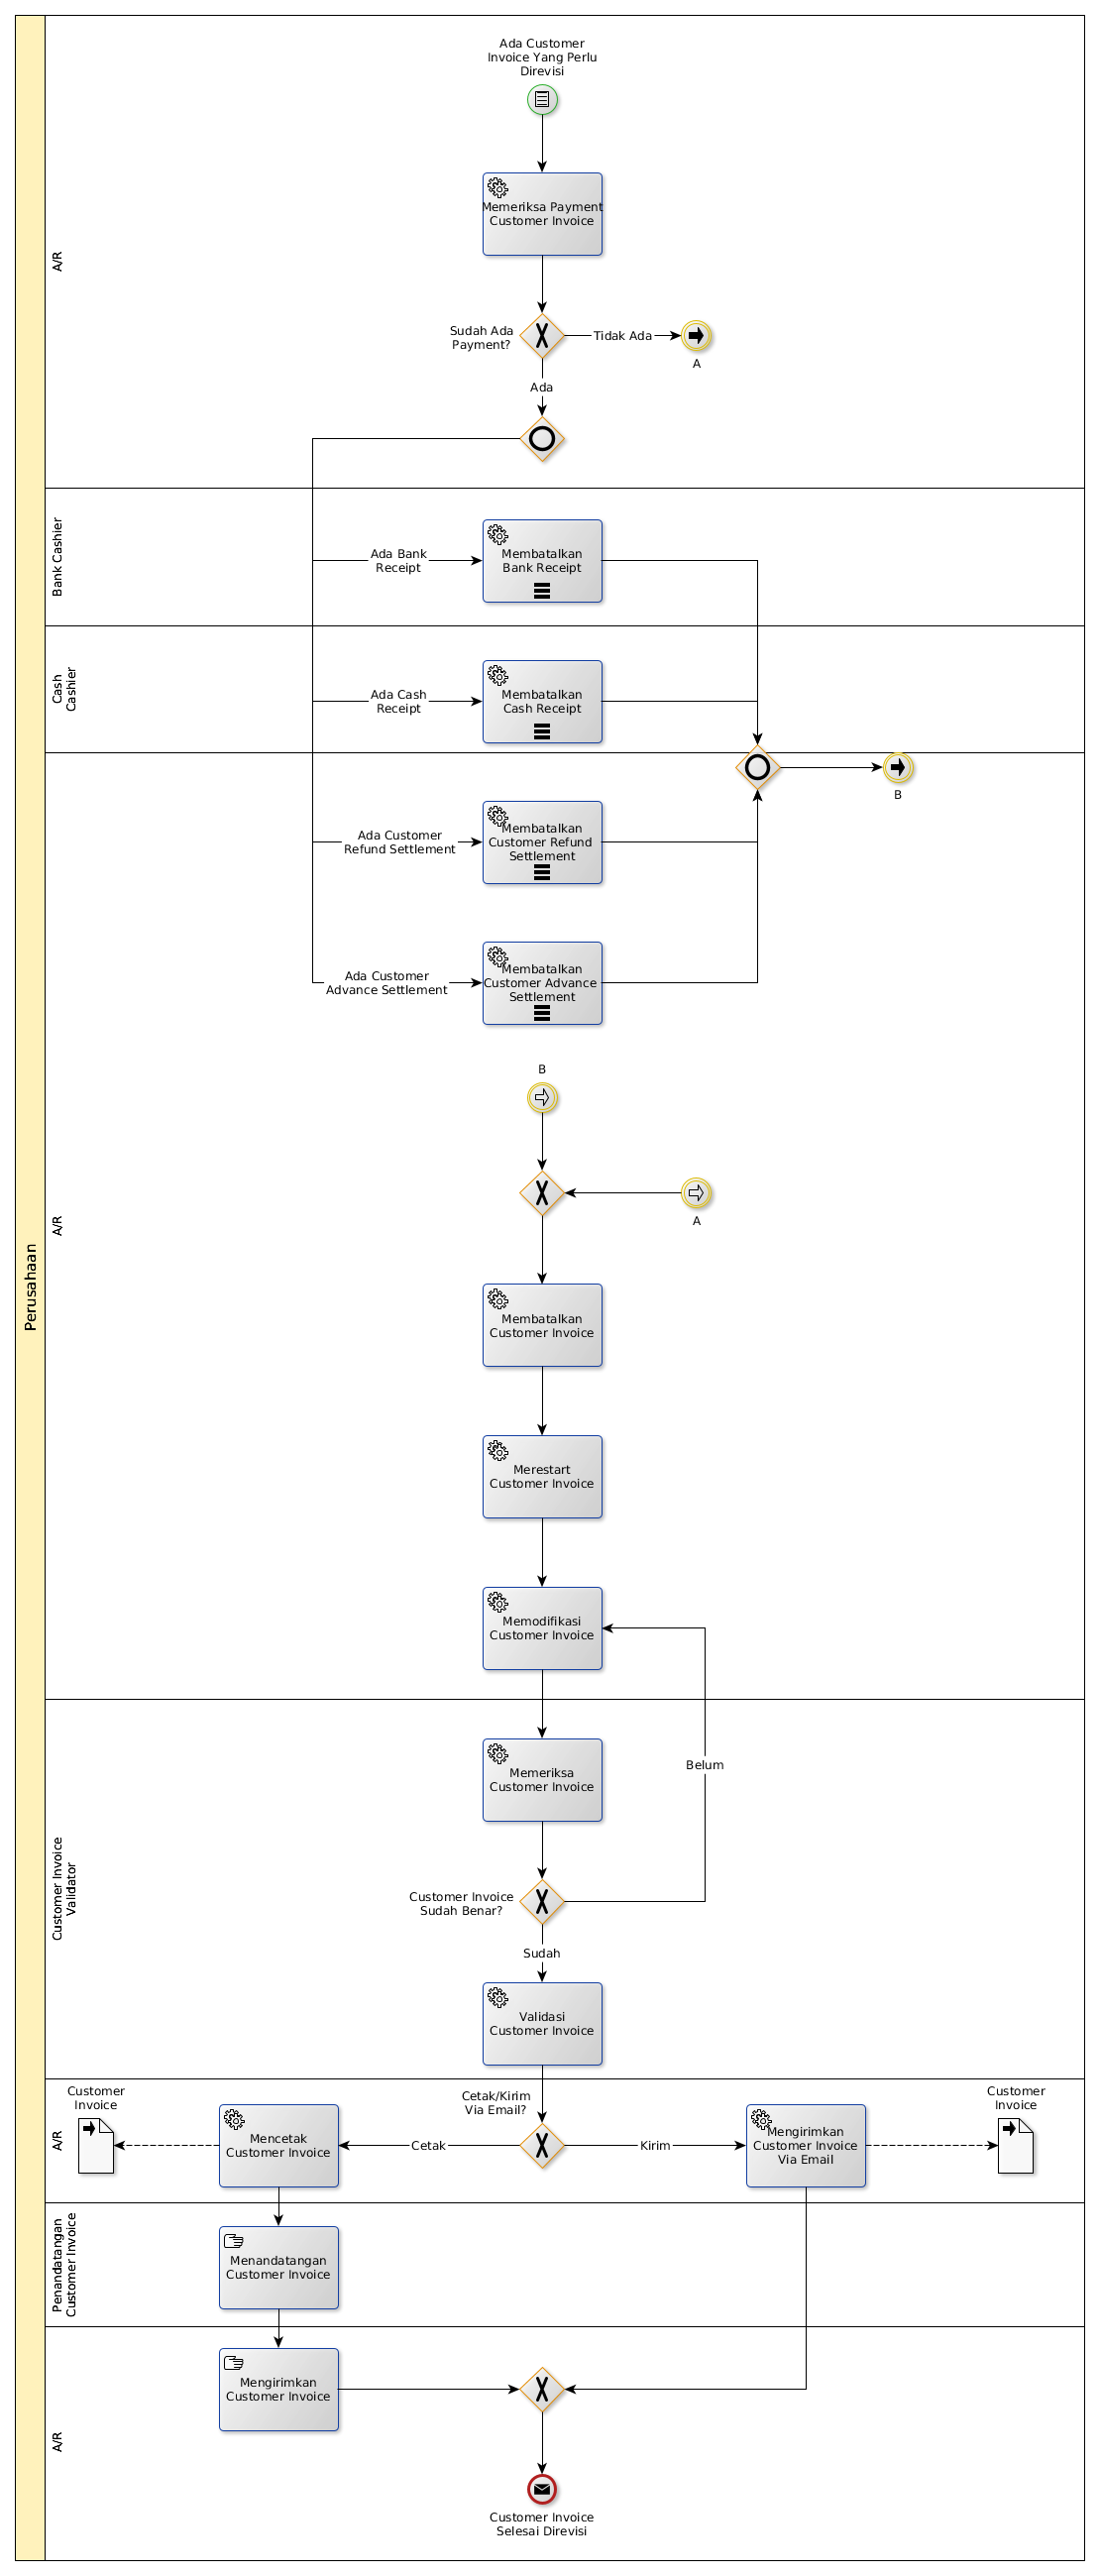 Perusahaan
A/R
Ada Customer
Invoice Yang Perlu
Direvisi
Memeriksa Payment
Customer Invoice
Sudah Ada
Payment?
Tidak Ada
A
Ada
Bank Cashier
Ada Bank
Receipt
Membatalkan
Bank Receipt
Cash
Cashier
Ada Cash
Receipt
Membatalkan
Cash Receipt
A/R
B
Ada Customer
Refund Settlement
Membatalkan
Customer Refund
Settlement
Ada Customer
Advance Settlement
Membatalkan
Customer Advance
Settlement
B
A
Membatalkan
Customer Invoice
Merestart
Customer Invoice
Memodifikasi
Customer Invoice
Customer Invoice
Validator
Memeriksa
Customer Invoice
Belum
Customer Invoice
Sudah Benar?
Sudah
Validasi
Customer Invoice
A/R
Customer
Invoice
Mencetak
Customer Invoice
Cetak
Cetak/Kirim
Via Email?
Kirim
Mengirimkan
Customer Invoice
Via Email
Customer
Invoice
Penandatangan
Customer Invoice
Menandatangan
Customer Invoice
A/R
Mengirimkan
Customer Invoice
Customer Invoice
Selesai Direvisi